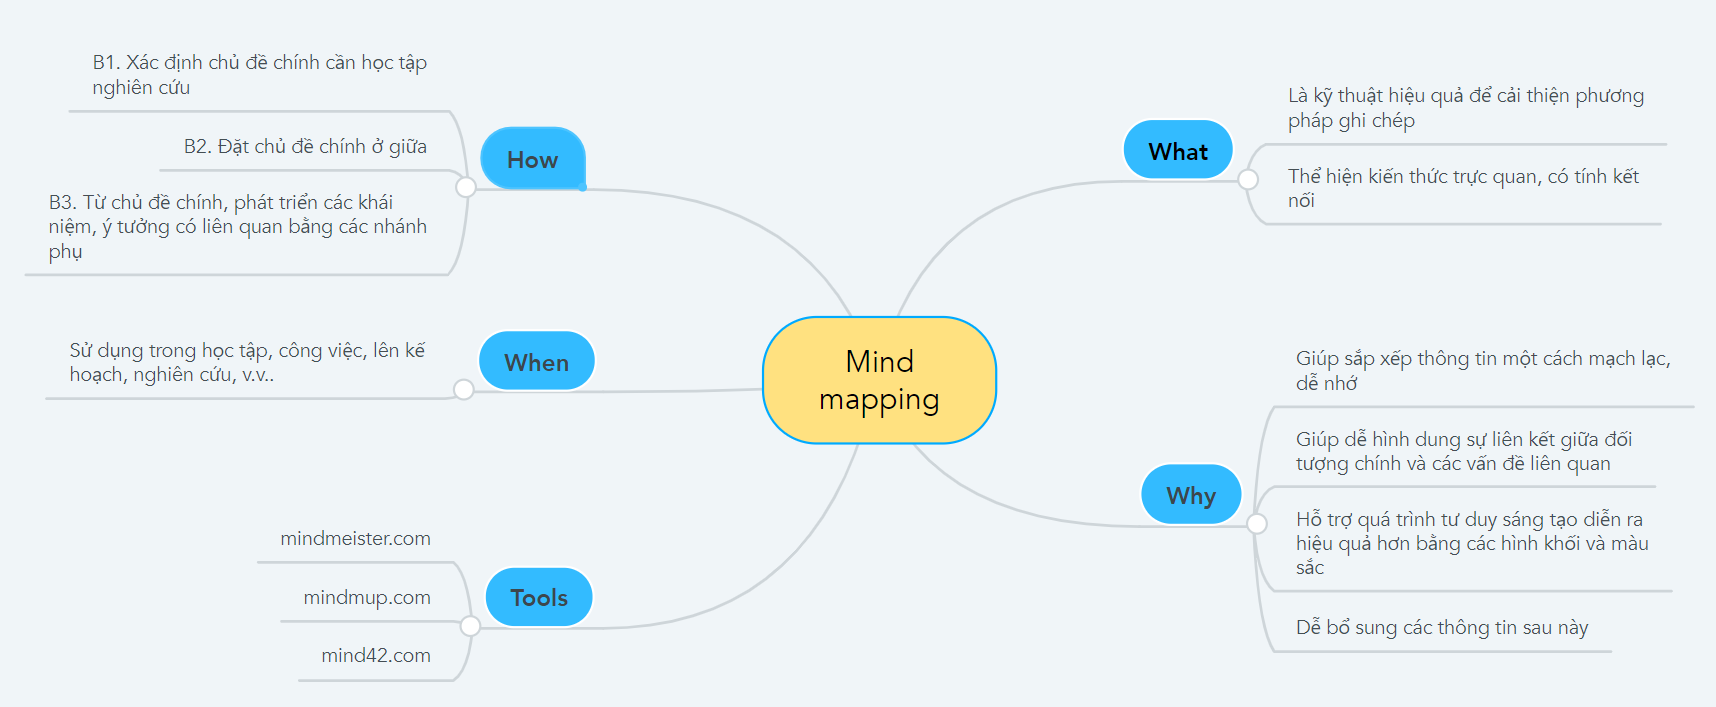 Mind
mapping
What
Là kỹ thuật hiệu quả để cải thiện phương
pháp ghi chép
Thể hiện kiến thức trực quan, có tính kết
nối
Why
Giúp sắp xếp thông tin một cách mạch lạc,
dễ nhớ
Giúp dễ hình dung sự liên kết giữa đối
tượng chính và các vấn đề liên quan
Hỗ trợ quá trình tư duy sáng tạo diễn ra
hiệu quả hơn bằng các hình khối và màu
sắc
Dễ bổ sung các thông tin sau này
How
B1. Xác định chủ đề chính cần học tập
nghiên cứu
B2. Đặt chủ đề chính ở giữa
B3. Từ chủ đề chính, phát triển các khái
niệm, ý tưởng có liên quan bằng các nhánh
phụ
When
Sử dụng trong học tập, công việc, lên kế
hoạch, nghiên cứu, v.v..
Tools
mindmeister.com
mindmup.com
mind42.com